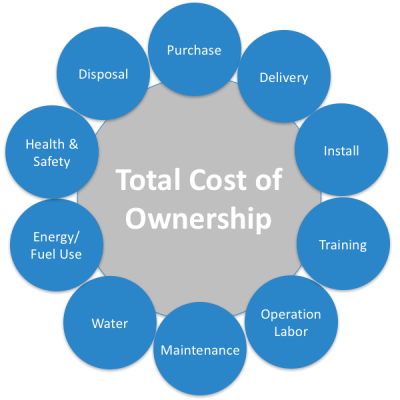 Total Cost of
Ownership
Purchase
Delivery
Install
Training
Operation
Labor
Maintenance
Water
Energy/
Fuel Use
Health &
Safety
Disposal